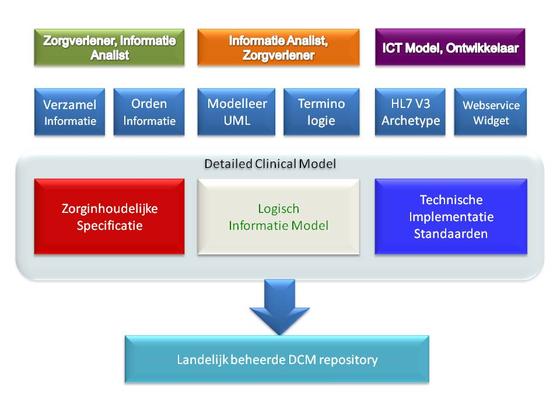 Zorgverlener, Informatie
Analist
Informatie Analist,
Zorgverlener
ICT Model, Ontwikkelaar
Verzamel
Informatie
Orden
Informatie
Modelleer
UML
Termino
logie
HL7 V3
Archetype
Webservice
Widget
Detailed Clinical Model
Zorginhoudelijke
Specificatie
Logisch
Informatie Model
Technische
Implementatie
Standaarden
Landelijk beheerde DCM repository